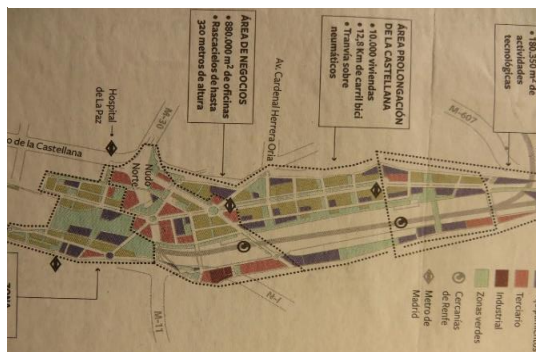 • 180.350 m² de
actividades
tecnológicas
M-607
ÁREA PROLONGACIÓN
DE LA CASTELLANA
• 10.000 viviendas
• 12,8 Km de carril bici
• Tranvía sobre
neumáticos
Av. Cardenal Herrera Oria
ÁREA DE NEGOCIOS
• 880.000 m² de oficinas
• Rascacielos de hasta
320 metros de altura
M-30
Hospital
de La Paz
o de la Castellana
Nudo
Norte
N-I
M-11
Terciario
Industrial
Zonas verdes
Cercanías
de Renfe
Metro de
Madrid